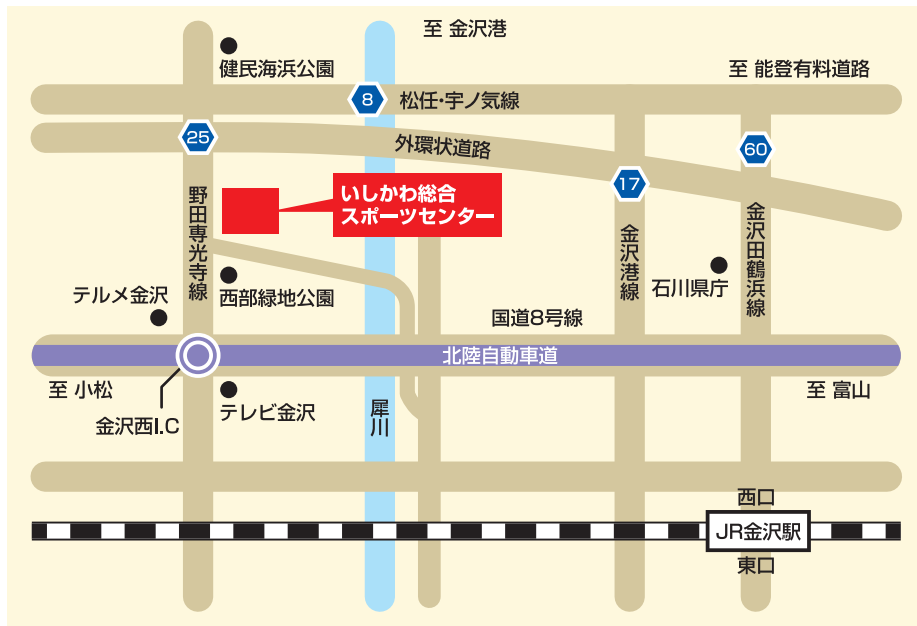 至 金沢港
健民海浜公園
至 能登有料道路
8
松任・宇ノ気線
25
外環状道路
60
17
いしかわ総合
スポーツセンター
野田専光寺線
金沢港線
金沢田鶴浜線
石川県庁
西部緑地公園
テルメ金沢
国道8号線
北陸自動車道
至 小松
至 富山
金沢西I.C
テレビ金沢
犀川
西口
JR金沢駅
東口